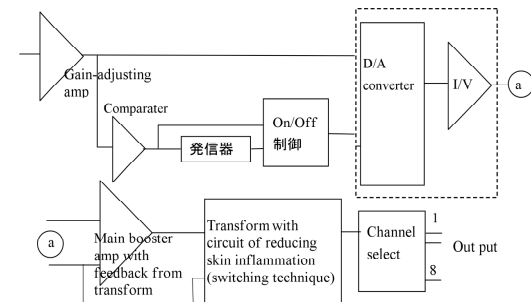 Gain-adjusting
amp
Comparater
発信器
On/Off
制御
D/A
converter
I/V
a
a
Main booster
amp with
feedback from
transform
Transform with
circuit of reducing
skin inflammation
(switching technique)
Channel
select
1
Out put
8